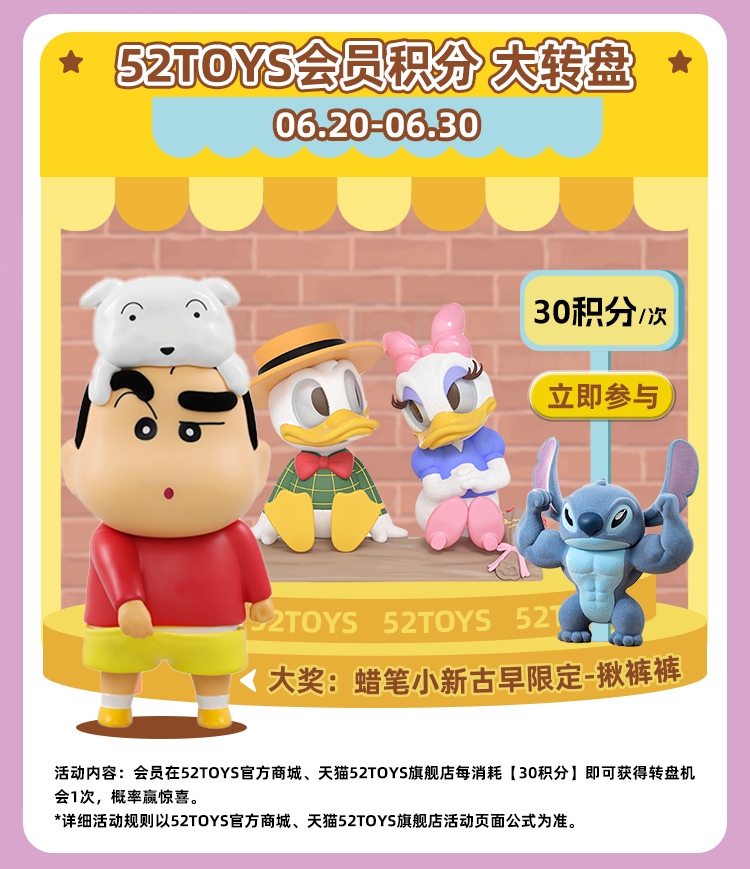 52TOYS会员积分 大转盘
06.20-06.30
30积分/次
立即参与
52TOYS 52TOYS 52T
大奖：蜡笔小新古早限定-揪裤裤
活动内容：会员在52TOYS官方商城、天猫52TOYS旗舰店每消耗【30积分】即可获得转盘机
会1次，概率赢惊喜。
*详细活动规则以52TOYS官方商城、天猫52TOYS旗舰店活动页面公式为准。